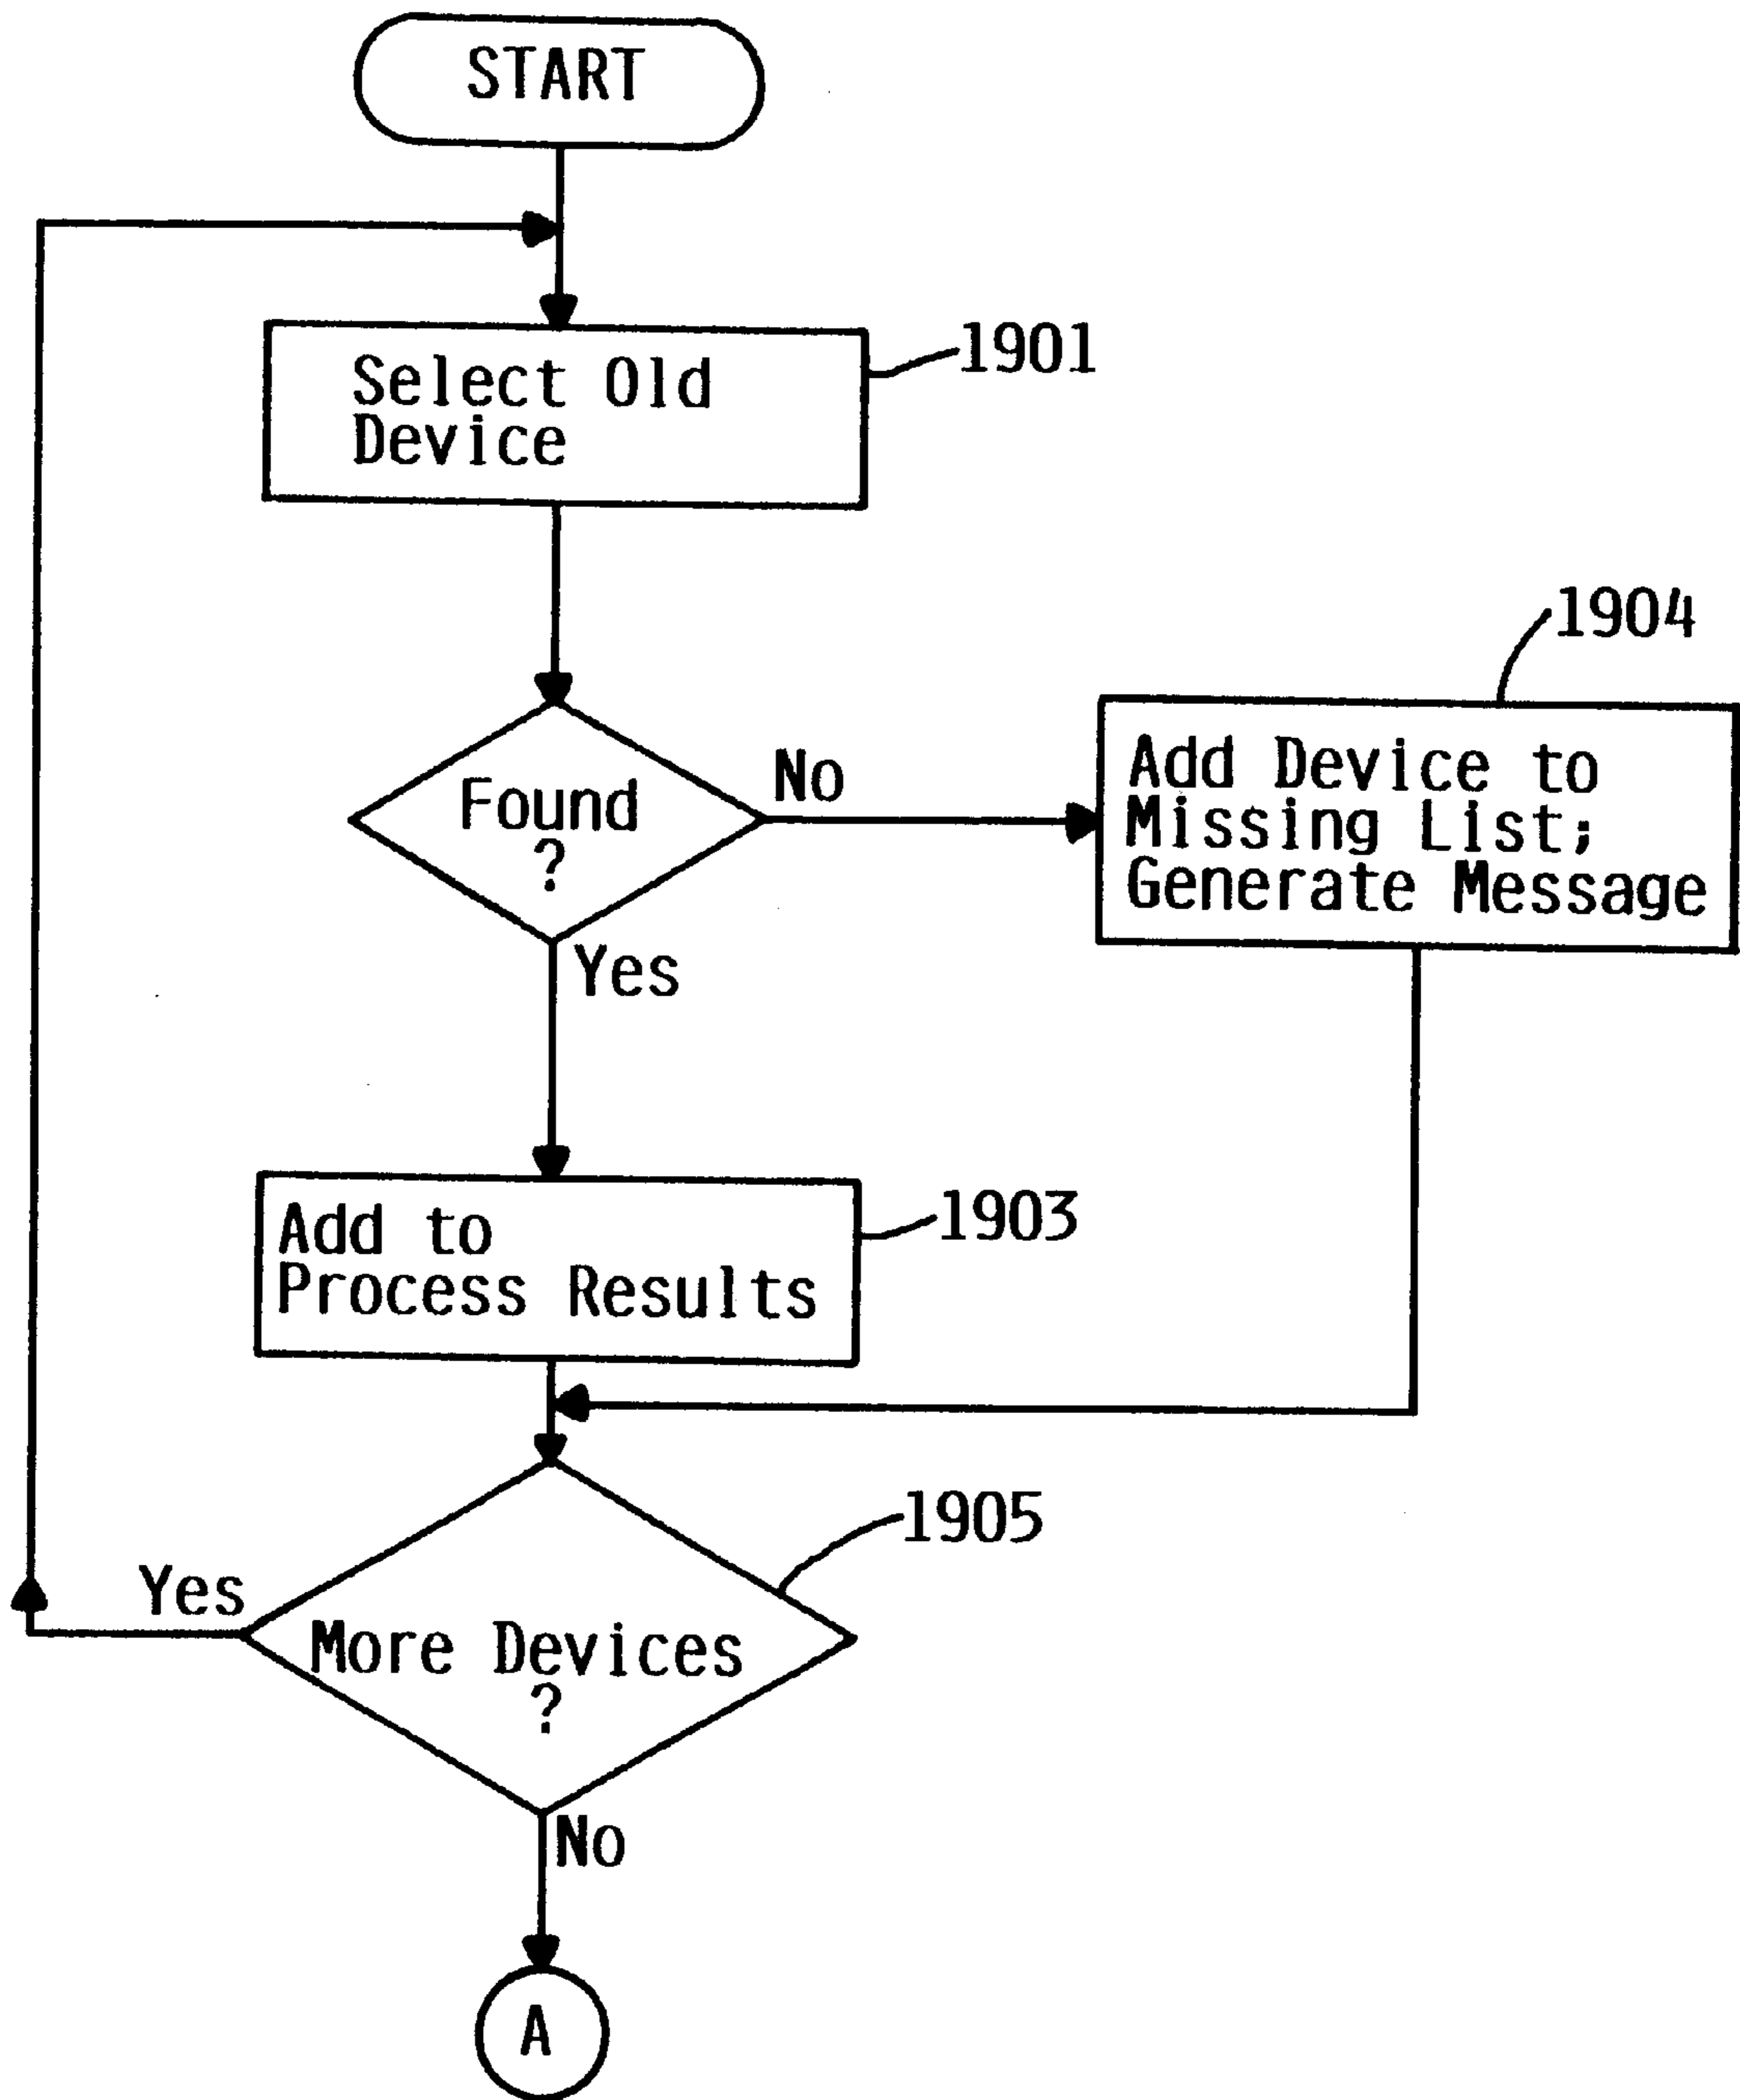 START
Select Old
Device
1901
Found
?
No
Yes
1904
Add Device to
Missing List;
Generate Message
Add to
Process Results
1903
1905
More Devices
?
Yes
No
A